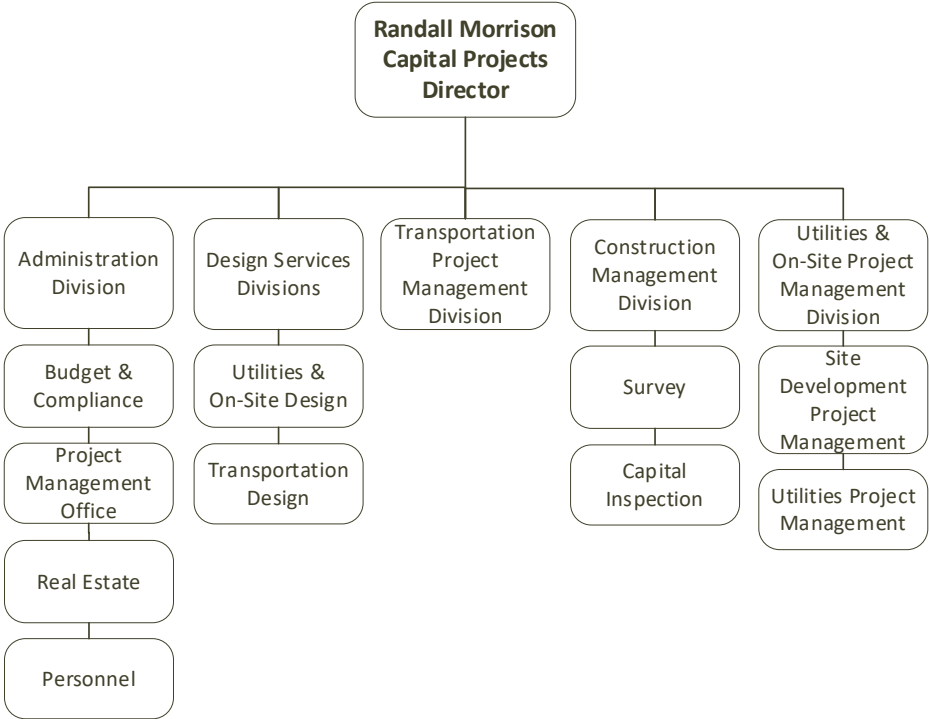 Randall Morrison
Capital Projects
Director
Administration
Division
Design Services
Divisions
Transportation
Project
Management
Division
Construction
Management
Division
Utilities &
On-Site Project
Management
Division
Budget &
Compliance
Utilities &
On-Site Design
Survey
Site
Development
Project
Management
Project
Management
Office
Transportation
Design
Capital
Inspection
Utilities Project
Management
Real Estate
Personnel